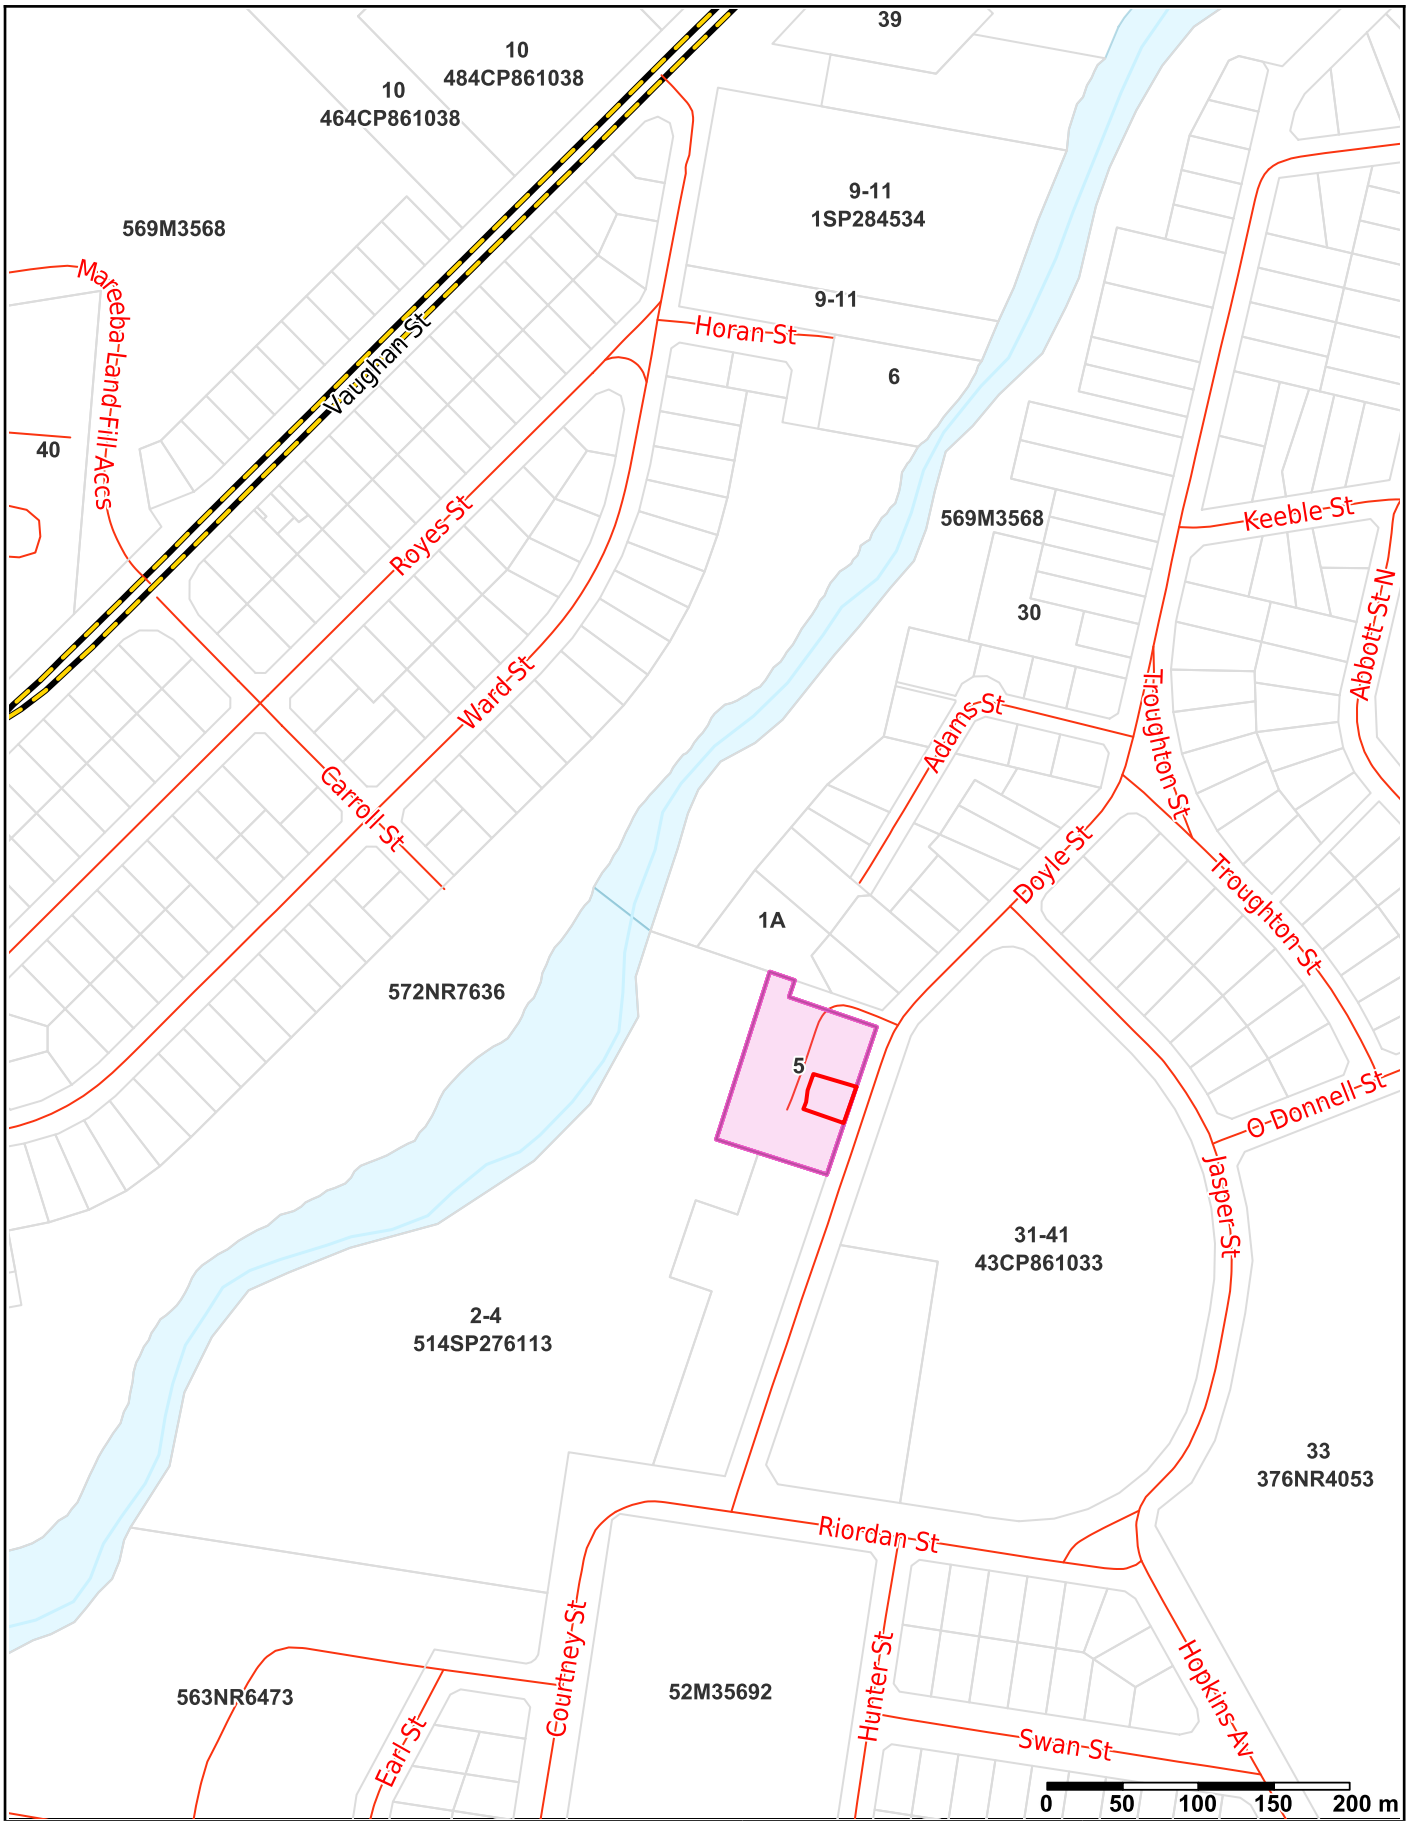 39
10
484CP861038
10
464CP861038
9-11
1SP284534
569M3568
Mareeba Land Fill Accs
9-11
Horan St
Vaughan St
6
40
Royes St
569M3568
Keeble St
Abbott St N
30
Ward St
Adams St
Troughton St
Carroll St
Doyle St
Troughton St
1A
572NR7636
5
O Donnell St
Jasper St
31-41
43CP861033
2-4
514SP276113
33
376NR4053
Riordan St
Courtney St
Hunter St
Hopkins Av
563NR6473
52M35692
Earl St
Swan St
0 50 100 150 200 m